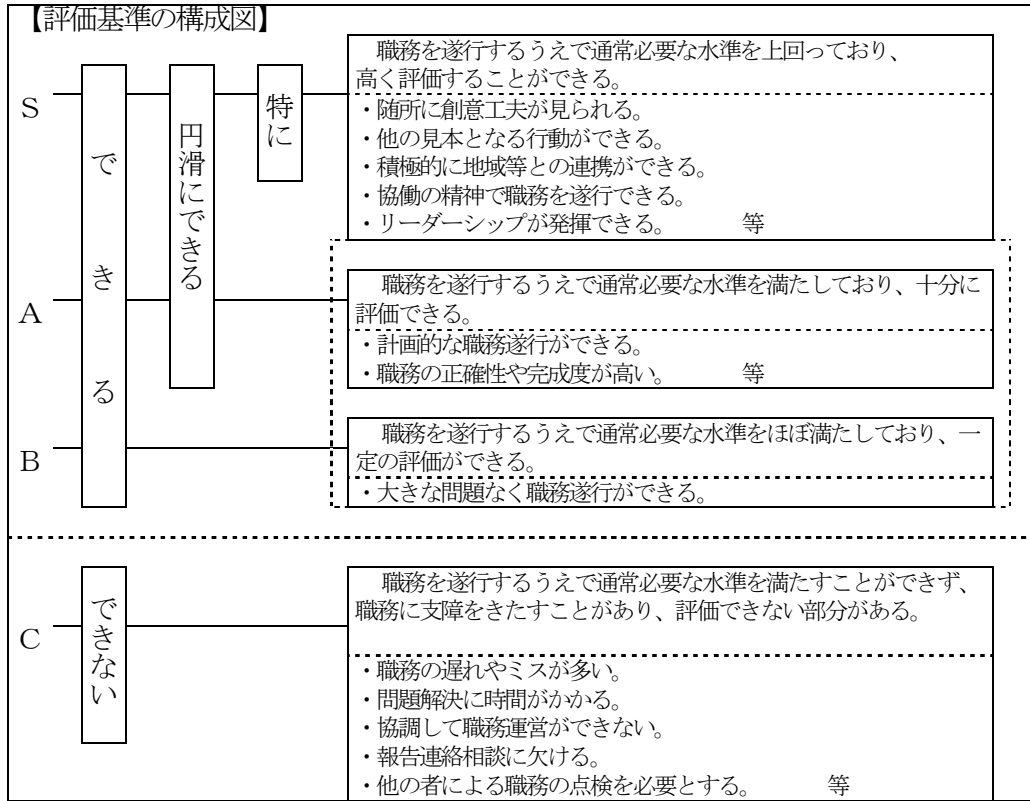 【評価基準の構成図】
S
できる
円滑にできる
特に
職務を遂行するうえで通常必要な水準を上回っており、
高く評価することができる。
・随所に創意工夫が見られる。
・他の見本となる行動ができる。
・積極的に地域等との連携ができる。
・協働の精神で職務を遂行できる。
・リーダーシップが発揮できる。 等
A
職務を遂行するうえで通常必要な水準を満たしており、十分に
評価できる。
・計画的な職務遂行ができる。
・職務の正確性や完成度が高い。 等
B
職務を遂行するうえで通常必要な水準をほぼ満たしており、一
定の評価ができる。
・大きな問題なく職務遂行ができる。
C
できない
職務を遂行するうえで通常必要な水準を満たすことができず、
職務に支障をきたすことがあり、評価できない部分がある。
・職務の遅れやミスが多い。
・問題解決に時間がかかる。
・協調して職務運営ができない。
・報告連絡相談に欠ける。
・他の者による職務の点検を必要とする。 等